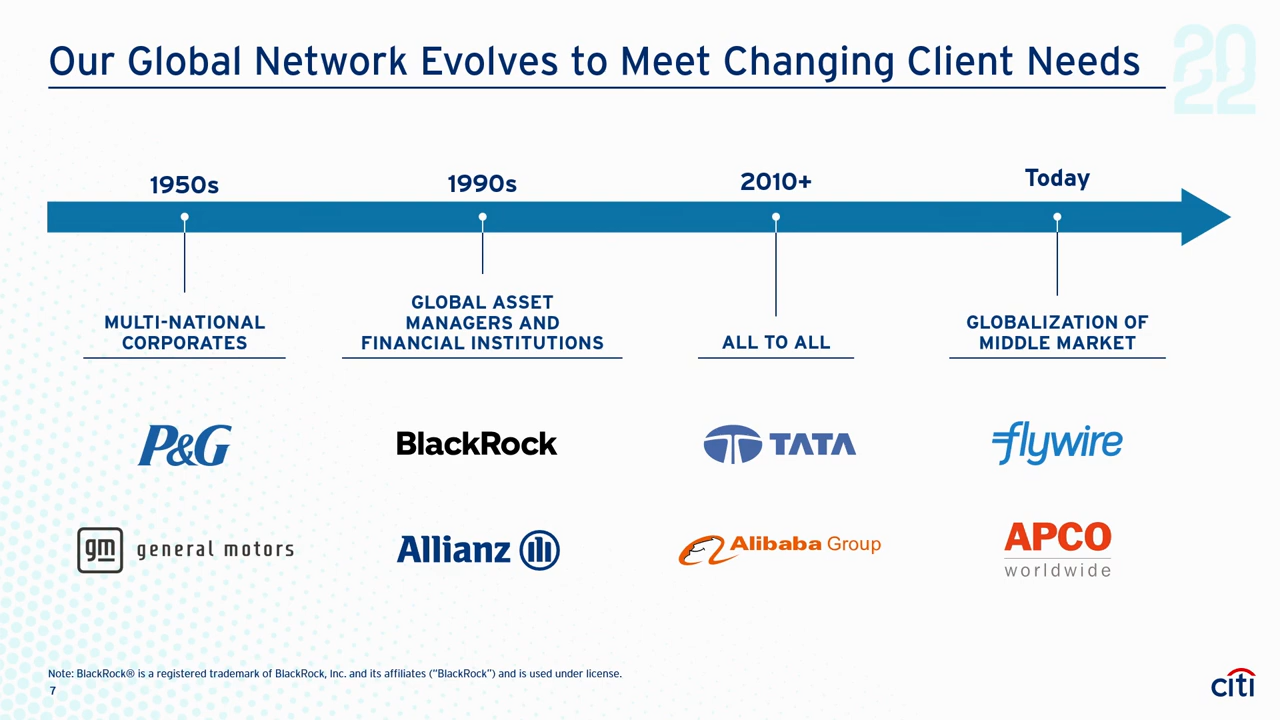 Our Global Network Evolves to Meet Changing Client Needs
20
22
1950s
1990s
2010+
Today
MULTI-NATIONAL
CORPORATES
GLOBAL ASSET
MANAGERS AND
FINANCIAL INSTITUTIONS
ALL TO ALL
GLOBALIZATION OF
MIDDLE MARKET
P&G
BlackRock
TATA
flywire
gm general motors
Allianz
Alibaba Group
APCO
worldwide
Note: BlackRock® is a registered trademark of BlackRock, Inc. and its affiliates ("BlackRock") and is used under license.
7
citi